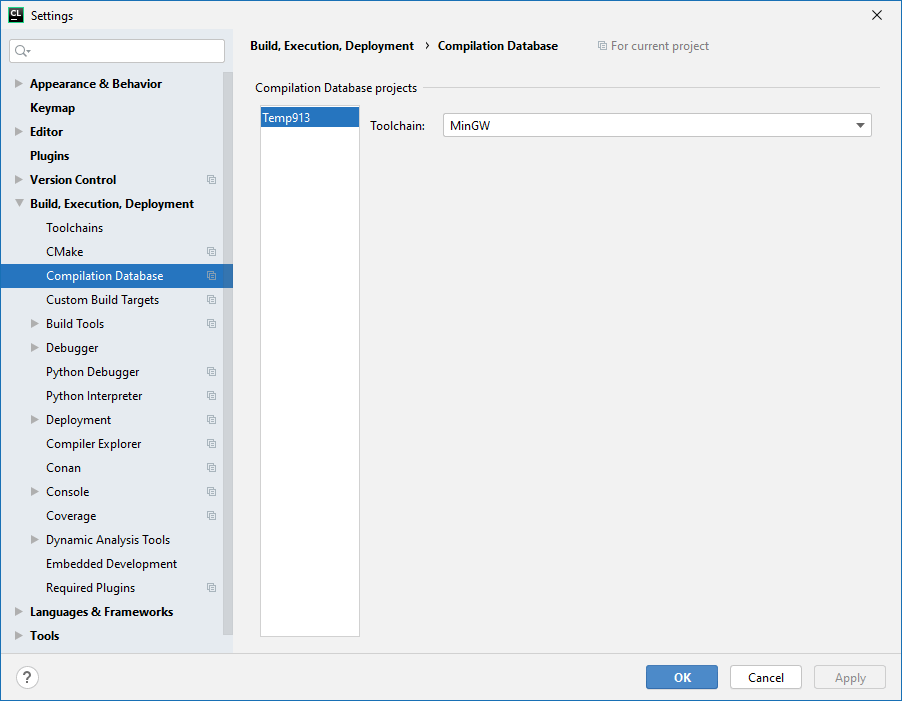 CL Settings
Build, Execution, Deployment › Compilation Database For current project
Appearance & Behavior
Keymap
Editor
Plugins
Version Control
Build, Execution, Deployment
Toolchains
CMake
Compilation Database
Custom Build Targets
Build Tools
Debugger
Python Debugger
Python Interpreter
Deployment
Compiler Explorer
Conan
Console
Coverage
Dynamic Analysis Tools
Embedded Development
Required Plugins
Languages & Frameworks
Tools
Compilation Database projects
Temp913
Toolchain: MinGW
? OK Cancel Apply